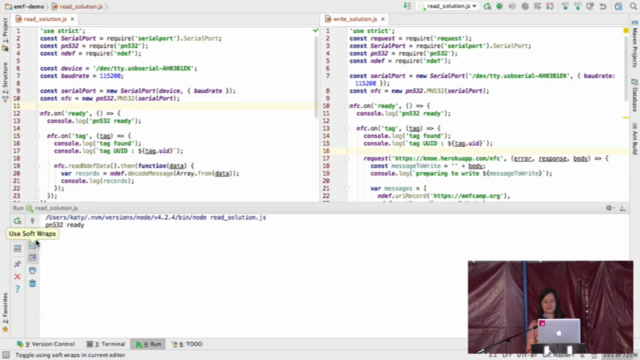 emf-demo
read_solution.js
read_solution.js
read_solution.js
1 'use strict';
2 const SerialPort = require('serialport').SerialPort;
3 const pn532 = require('pn532');
4 const ndef = require('ndef');
5
6 const device = '/dev/tty.usbserial-AH03B1EK';
7 const baudrate = 115200;
8
9 const serialPort = new SerialPort(device, { baudrate });
10 const nfc = new pn532.PN532(serialPort);
11
12 nfc.on('ready', () => {
13 console.log('pn532 ready')
14
15 nfc.on('tag', (tag) => {
16 console.log('tag found');
17 console.log(`tag UUID : ${tag.uid}`);
18
19 nfc.readNdefData().then(function(data) {
20 var records = ndef.decodeMessage(Array.from(data));
21 console.log(records);
22 })
23 });
write_solution.js
1 'use strict';
2 const request = require('request');
3 const SerialPort = require('serialport').SerialPort;
4 const pn532 = require('pn532');
5 const ndef = require('ndef');
6
7 const serialPort = new SerialPort('/dev/tty.usbserial-AH03B1EK', { baudrate:
115200 });
8 const nfc = new pn532.PN532(serialPort);
9
10 nfc.on('ready', () => {
11 console.log('pn532 ready')
12
13 nfc.on('tag', (tag) => {
14 console.log('tag found');
15 console.log(`tag UUID : ${tag.uid}`);
16
17 request('https://kmoe.herokuapp.com/nfc', (error, response, body) => {
18 const messageToWrite = '' + body;
19 console.log(`preparing to write ${messageToWrite}`);
20
21 var messages = [
22 ndef.uriRecord('https://emfcamp.org'),
1: Project
7: Structure
2: Favorites
Maven Projects
Database
Ant Build
Run
read_solution.js
/Users/katy/.nvm/versions/node/v4.2.4/bin/node read_solution.js
pn532 ready
Use Soft Wraps
9: Version Control
Terminal
4: Run
6: TODO
Toggle using soft wraps in current editor